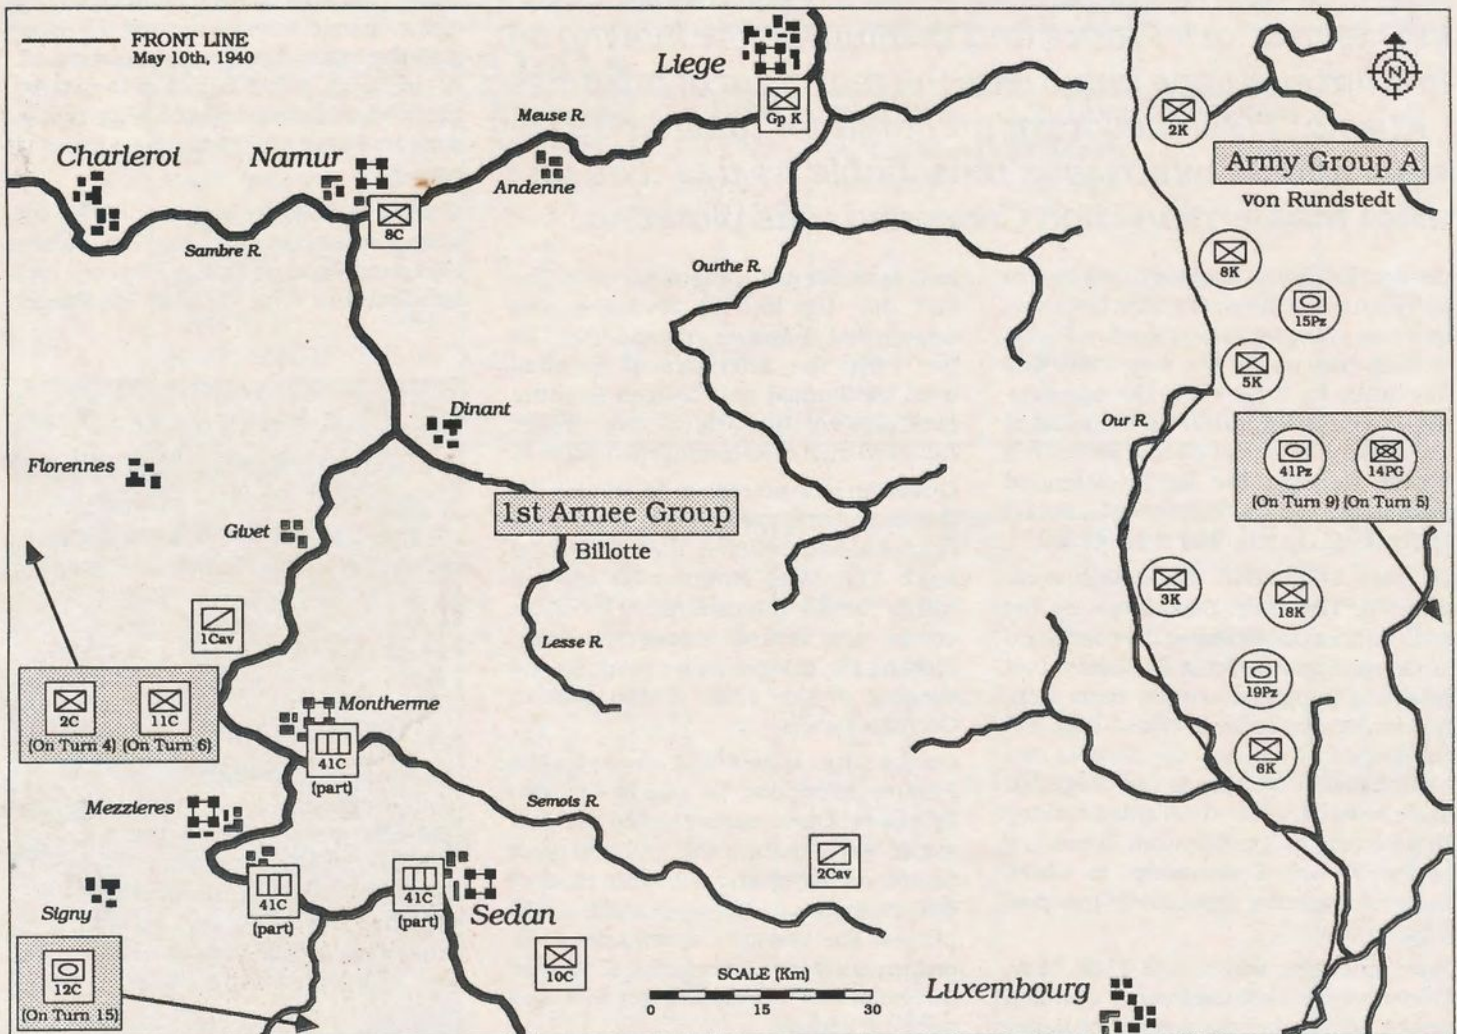 FRONT LINE
May 10th, 1940
Liege
Gp K
N
2K
Meuse R.
Charleroi
Namur
Andenne
Army Group A
von Rundstedt
8C
Sambre R.
Ourthe R.
8K
15Pz
5K
Dinant
Our R.
Florennes
41Pz
14PG
(On Turn 9) (On Turn 5)
1st Armee Group
Billotte
Givet
3K
18K
1Cav
Lesse R.
19Pz
2C
11C
(On Turn 4) (On Turn 6)
Montherme
41C
(part)
6K
Mezzieres
Semois R.
2Cav
41C
(part)
41C
(part)
Signy
Sedan
12C
(On Turn 15)
10C
SCALE (Km)
0 15 30
Luxembourg